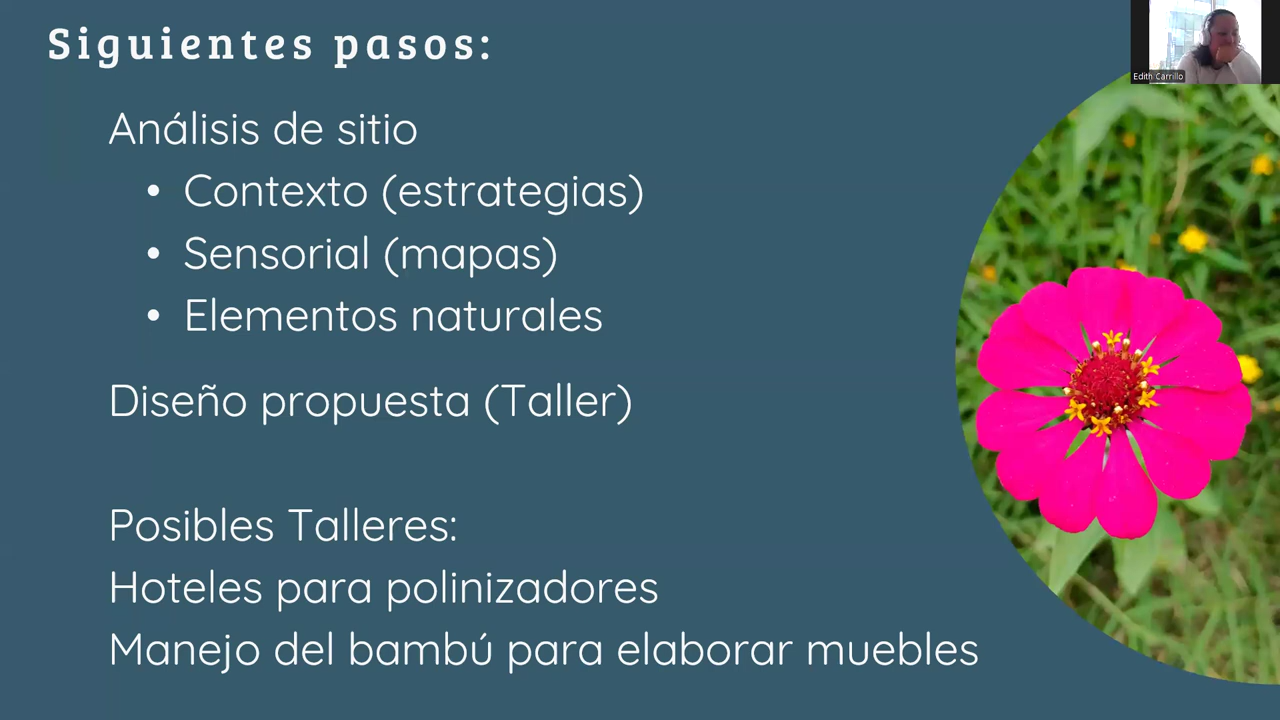 Siguientes pasos:
Edith Carrillo
Análisis de sitio
• Contexto (estrategias)
• Sensorial (mapas)
• Elementos naturales
Diseño propuesta (Taller)
Posibles Talleres:
Hoteles para polinizadores
Manejo del bambú para elaborar muebles